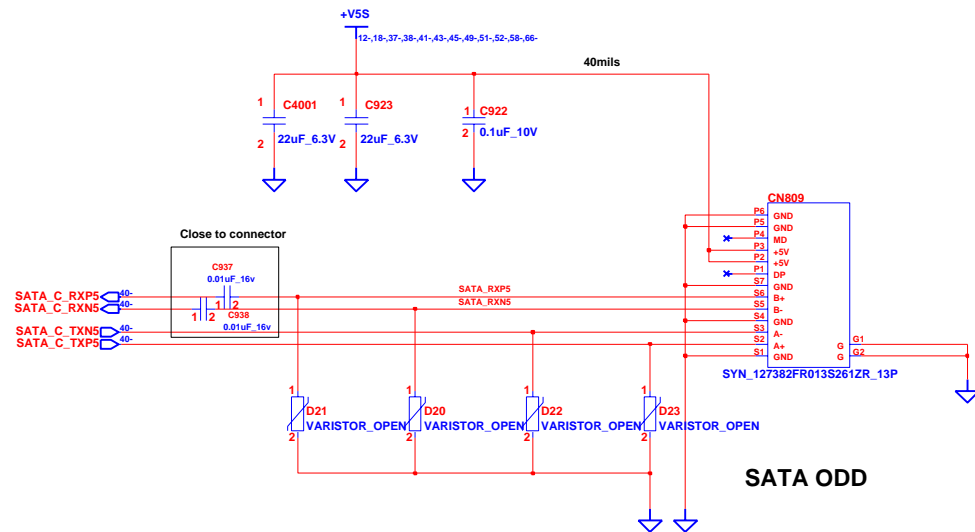 +V5S
12-,18-,37-,38-,41-,43-,45-,49-,51-,52-,58-,66-
40mils
1 C4001
22uF_6.3V
2
1 C923
22uF_6.3V
2
1 C922
2 0.1uF_10V
CN809
P6 GND
P5 GND
P4 MD
P3 +5V
P2 +5V
P1 DP
S7 GND
S6 B+
S5 B-
S4 GND
S3 A-
S2 A+
S1 GND
G G1
G G2
SYN_127382FR013S261ZR_13P
Close to connector
C937
0.01uF_16v
1 2
1 2
C938
0.01uF_16v
SATA_C_RXP5 40-
SATA_C_RXN5 40-
SATA_C_TXN5 40-
SATA_C_TXP5 40-
SATA_RXP5
SATA_RXN5
1
D21
VARISTOR_OPEN
2
1
D20
VARISTOR_OPEN
2
1
D22
VARISTOR_OPEN
2
1
D23
VARISTOR_OPEN
2
SATA ODD